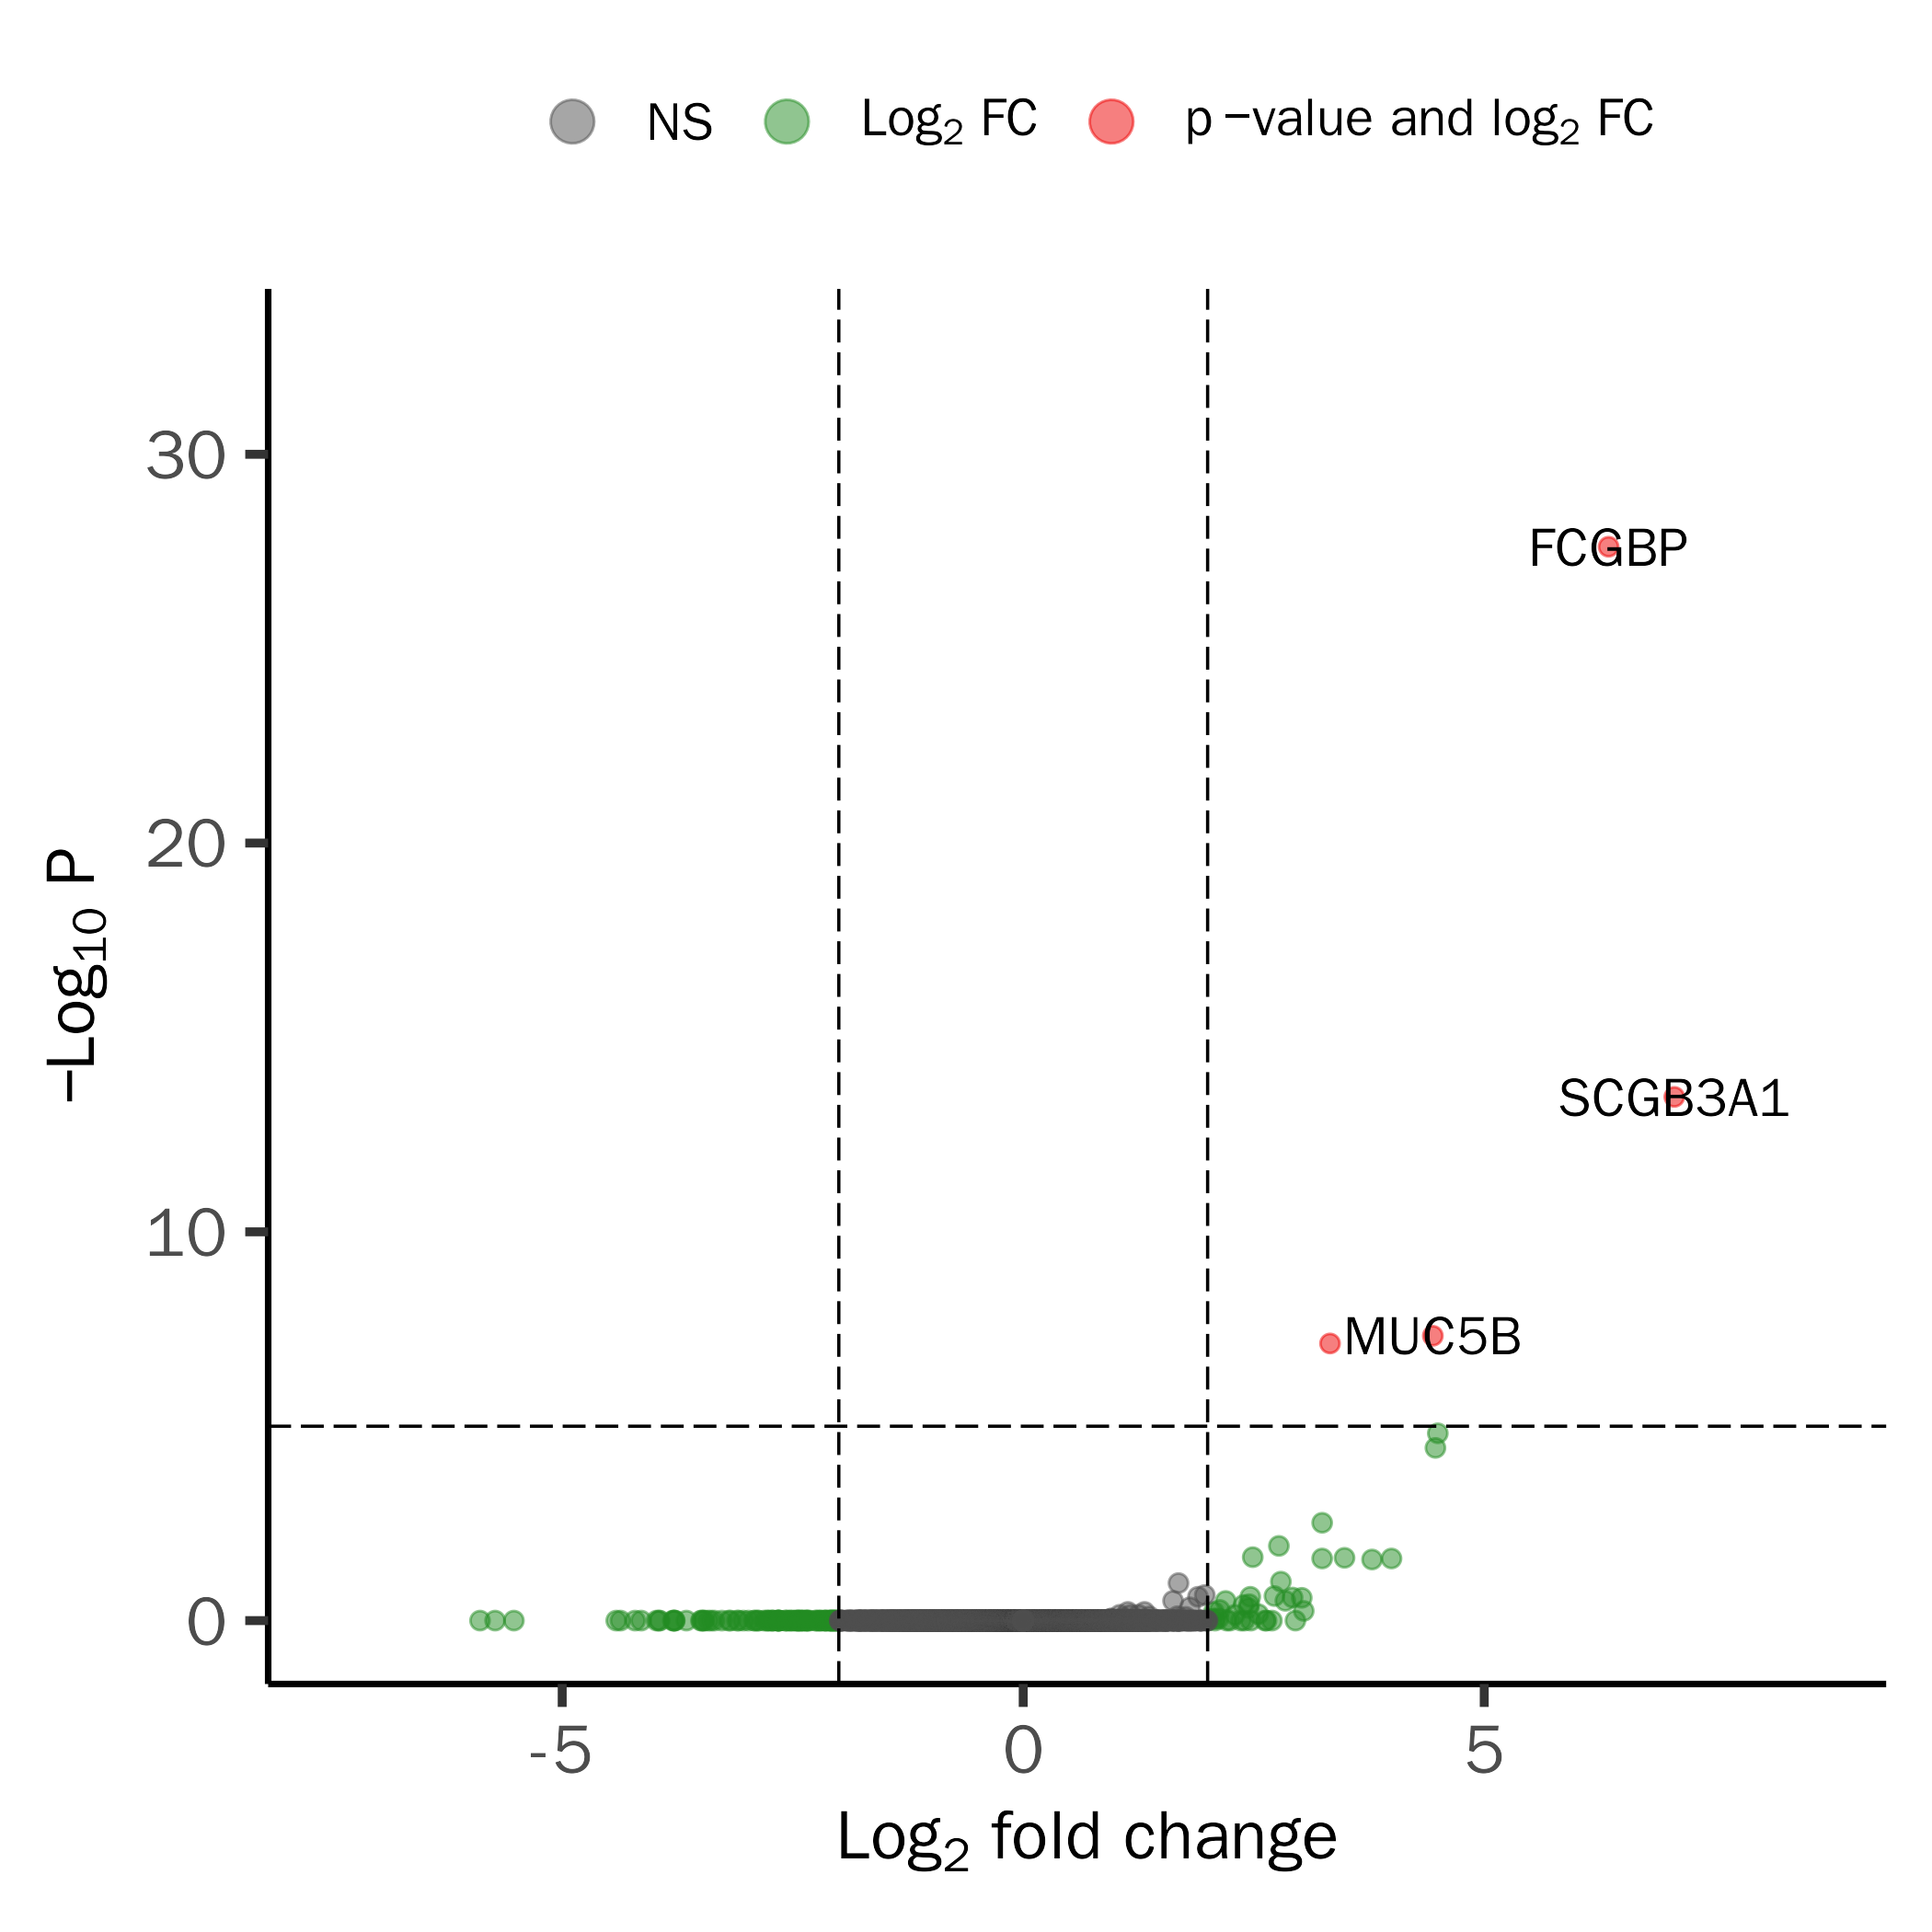 NS Log₂ FC p −value and log₂ FC
30
20
10
0
−Log₁₀ P
FCGBP
SCGB3A1
MUC5B
-5 0 5
Log₂ fold change